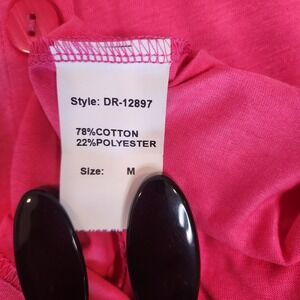 Style: DR-12897
78%COTTON
22%POLYESTER
Size: M